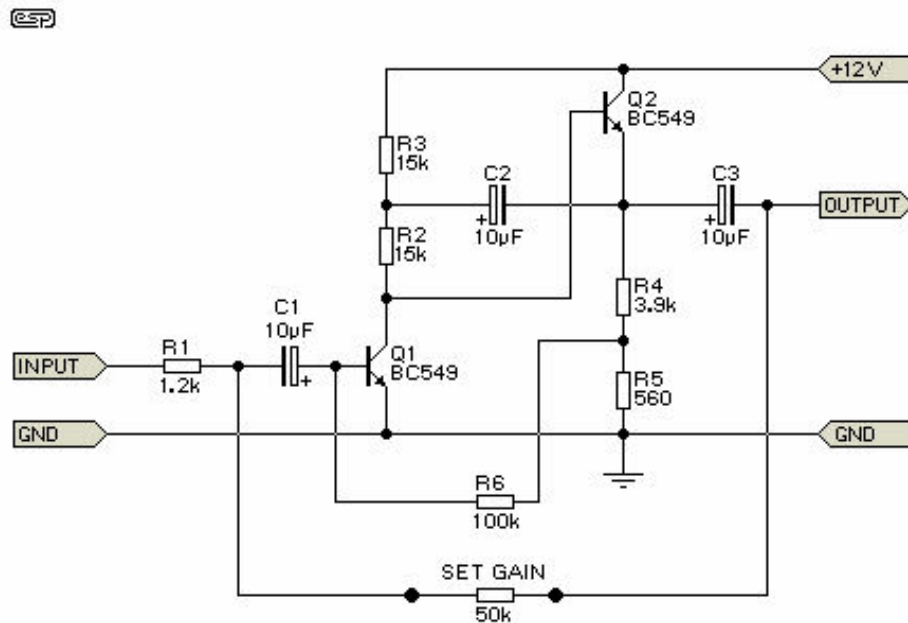 esp
+12V
Q2
BC549
R3
15k
C2
10µF
C3
10µF
OUTPUT
R2
15k
R4
3.9k
C1
10µF
INPUT
R1
1.2k
Q1
BC549
R5
560
GND
GND
R6
100k
SET GAIN
50k
+
+
+